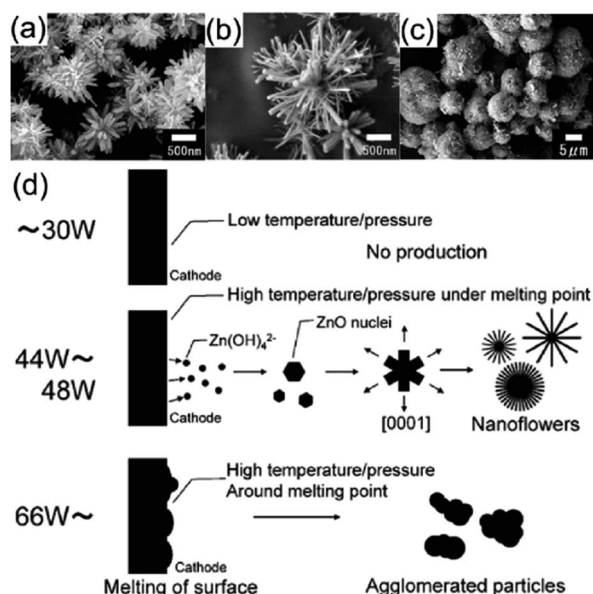 (a)
(b)
(c)
500nm
500nm
5μm
(d)
~30W
Low temperature/pressure
No production
Cathode
High temperature/pressure under melting point
44W~
48W
Zn(OH)₄²⁻
ZnO nuclei
Cathode
[0001]
Nanoflowers
66W~
High temperature/pressure
Around melting point
Cathode
Melting of surface
Agglomerated particles